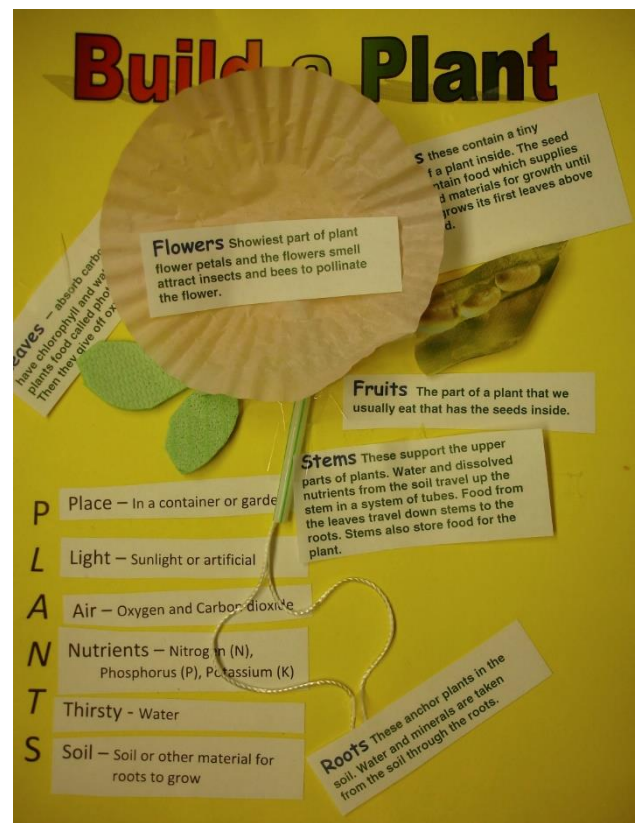 Build a Plant
s these contain a tiny
f a plant inside. The seed
ntain food which supplies
d materials for growth until
grows its first leaves above
d.
Flowers Showiest part of plant
flower petals and the flowers smell
attract insects and bees to pollinate
the flower.
eaves – absorb carbo
have chlorophyll and wa
plants food called pho
Then they give off ox
Fruits The part of a plant that we
usually eat that has the seeds inside.
Stems These support the upper
parts of plants. Water and dissolved
nutrients from the soil travel up the
stem in a system of tubes. Food from
the leaves travel down stems to the
roots. Stems also store food for the
plant.
P Place – In a container or garde
L Light – Sunlight or artificial
A Air – Oxygen and Carbon dioxide
N Nutrients – Nitrogen (N),
Phosphorus (P), Potassium (K)
T Thirsty - Water
S Soil – Soil or other material for
roots to grow
Roots These anchor plants in the
soil. Water and minerals are taken
from the soil through the roots.